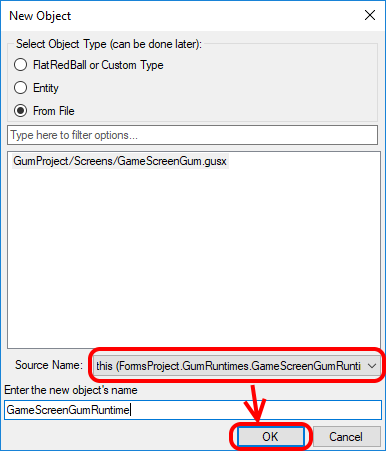 New Object
Select Object Type (can be done later):
FlatRedBall or Custom Type
Entity
From File
Type here to filter options...
GumProject/Screens/GameScreenGum.gusx
Source Name: this (FormsProject.GumRuntimes.GameScreenGumRunti
Enter the new object's name
GameScreenGumRuntime
OK Cancel